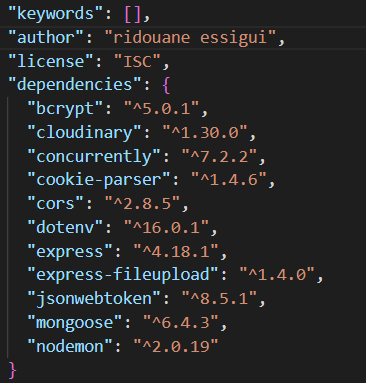 "keywords": [],
"author": "ridouane essigui",
"license": "ISC",
"dependencies": {
"bcrypt": "^5.0.1",
"cloudinary": "^1.30.0",
"concurrently": "^7.2.2",
"cookie-parser": "^1.4.6",
"cors": "^2.8.5",
"dotenv": "^16.0.1",
"express": "^4.18.1",
"express-fileupload": "^1.4.0",
"jsonwebtoken": "^8.5.1",
"mongoose": "^6.4.3",
"nodemon": "^2.0.19"
}